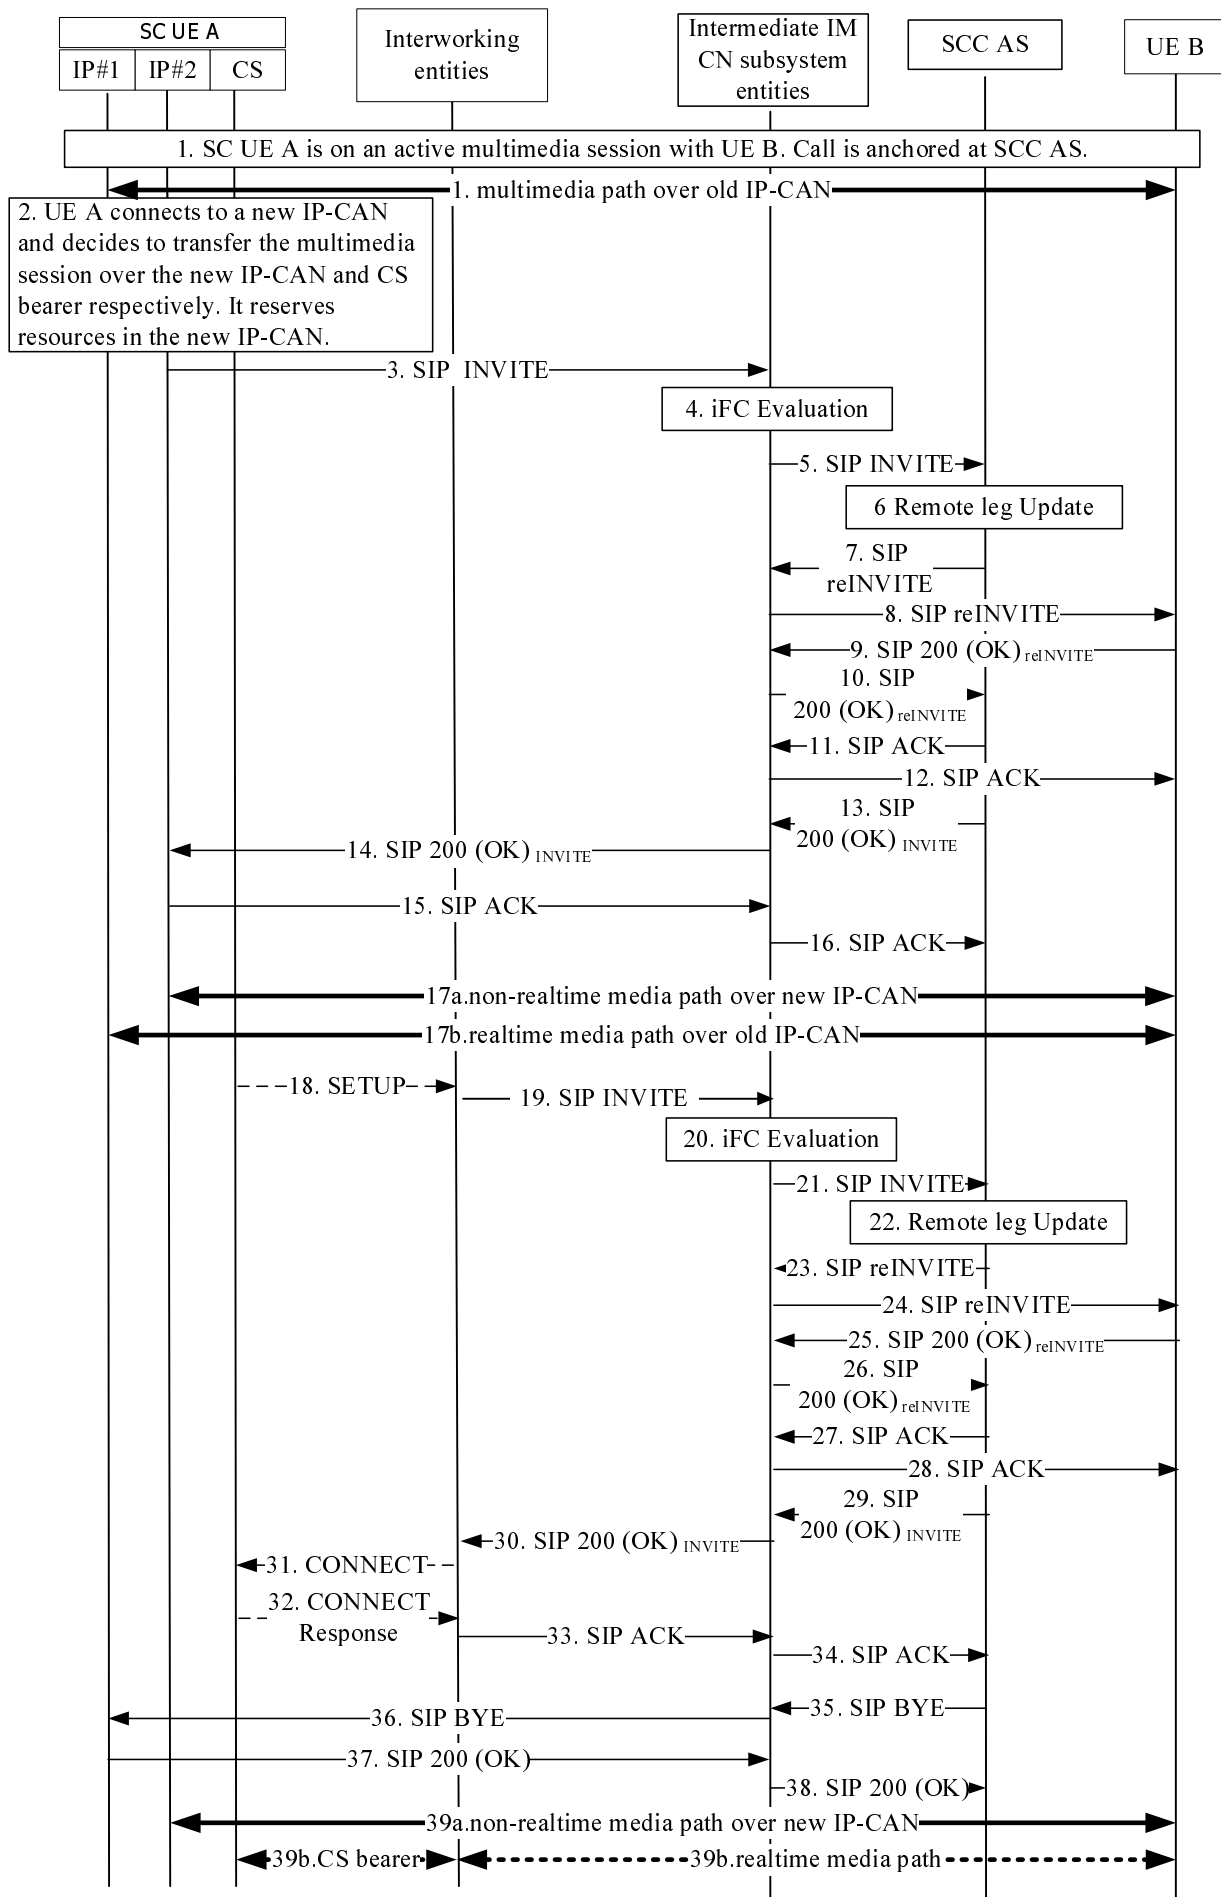 SC UE A
IP#1 IP#2 CS
Interworking
entities
Intermediate IM
CN subsystem
entities
SCC AS
UE B
1. SC UE A is on an active multimedia session with UE B. Call is anchored at SCC AS.
1. multimedia path over old IP-CAN
2. UE A connects to a new IP-CAN
and decides to transfer the multimedia
session over the new IP-CAN and CS
bearer respectively. It reserves
resources in the new IP-CAN.
3. SIP INVITE
4. iFC Evaluation
5. SIP INVITE
6 Remote leg Update
7. SIP
reINVITE
8. SIP reINVITE
9. SIP 200 (OK) reINVITE
10. SIP
200 (OK) reINVITE
11. SIP ACK
12. SIP ACK
13. SIP
200 (OK) INVITE
14. SIP 200 (OK) INVITE
15. SIP ACK
16. SIP ACK
17a.non-realtime media path over new IP-CAN
17b.realtime media path over old IP-CAN
18. SETUP
19. SIP INVITE
20. iFC Evaluation
21. SIP INVITE
22. Remote leg Update
23. SIP reINVITE
24. SIP reINVITE
25. SIP 200 (OK) reINVITE
26. SIP
200 (OK) reINVITE
27. SIP ACK
28. SIP ACK
29. SIP
200 (OK) INVITE
30. SIP 200 (OK) INVITE
31. CONNECT
32. CONNECT
Response
33. SIP ACK
34. SIP ACK
35. SIP BYE
36. SIP BYE
37. SIP 200 (OK)
38. SIP 200 (OK)
39a.non-realtime media path over new IP-CAN
39b.CS bearer
39b.realtime media path